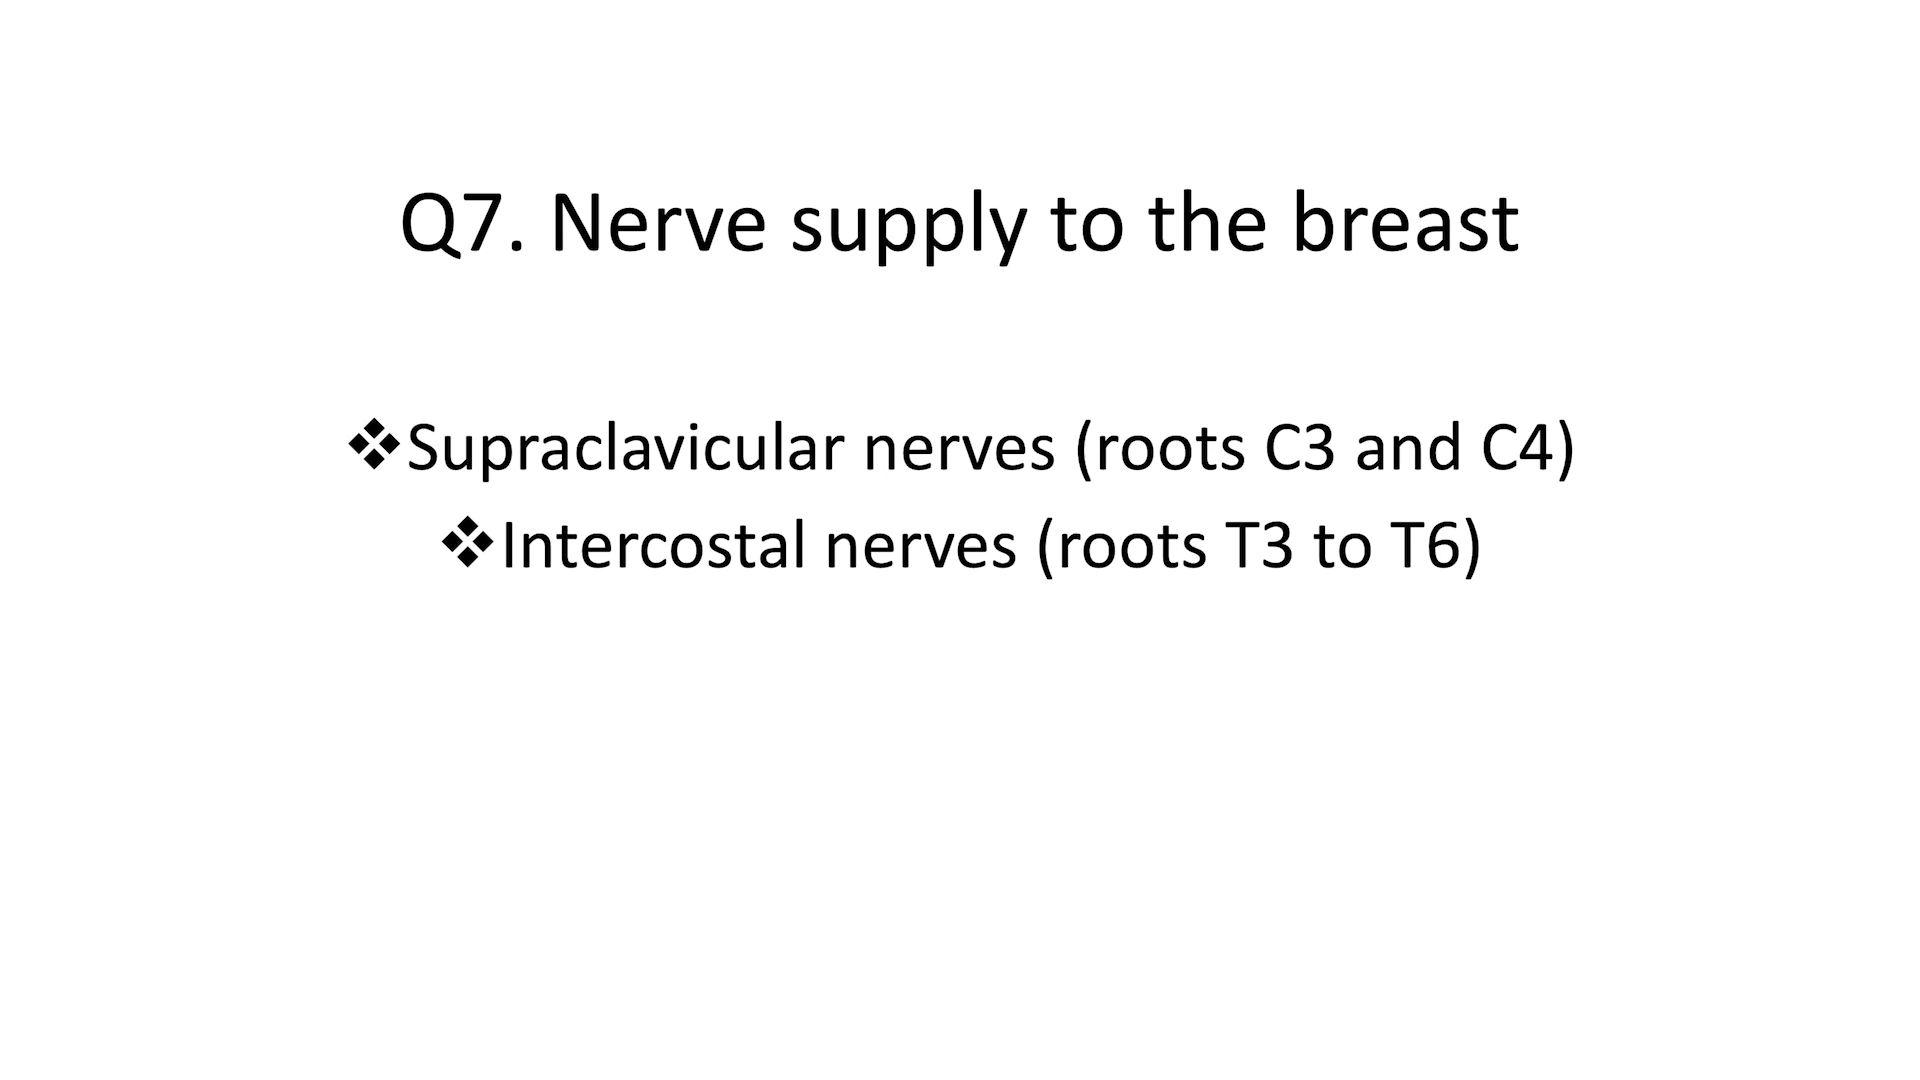 Q7. Nerve supply to the breast
❖Supraclavicular nerves (roots C3 and C4)
❖Intercostal nerves (roots T3 to T6)